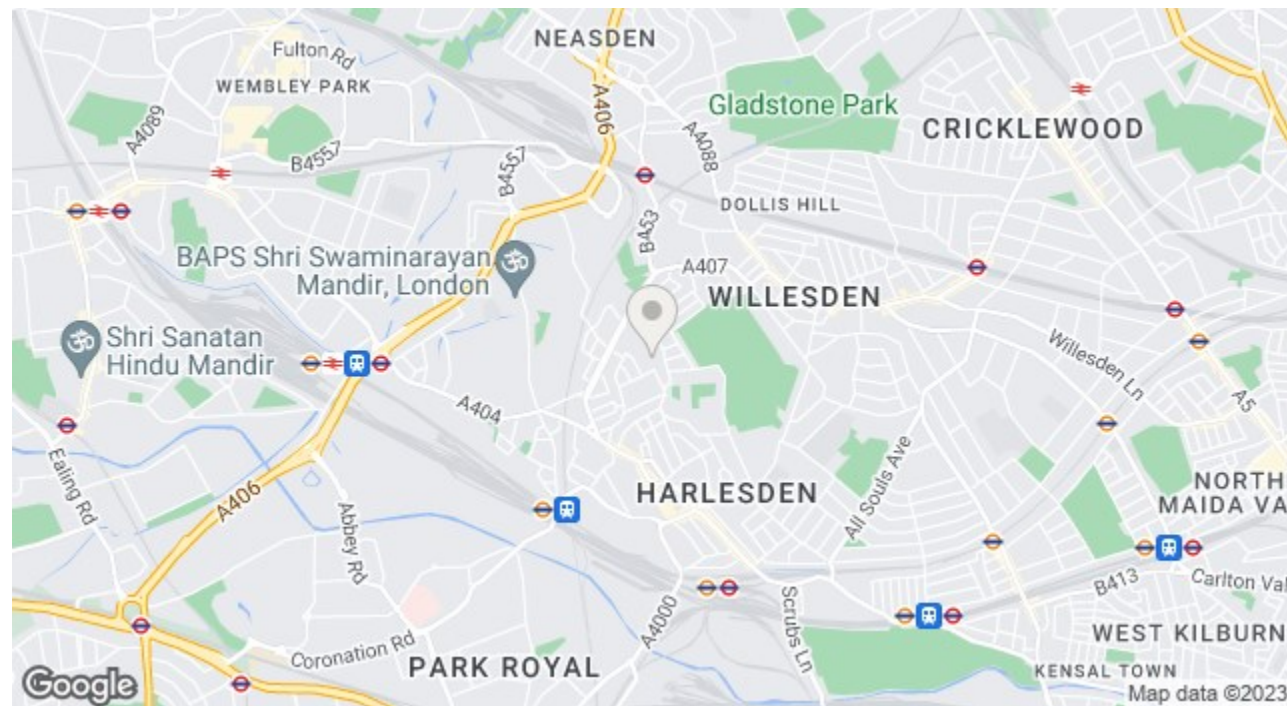 NEASDEN
Fulton Rd
WEMBLEY PARK
A4089
B4557
B4557
A406
A4088
Gladstone Park
CRICKLEWOOD
DOLLIS HILL
B453
A407
BAPS Shri Swaminarayan
Mandir, London
WILLESDEN
Shri Sanatan
Hindu Mandir
Willesden Ln
A5
A404
Ealing Rd
A406
Abbey Rd
HARLESDEN
All Souls Ave
NORTH
MAIDA VA
B413
Carlton Val
A4000
Scrubs Ln
Coronation Rd
PARK ROYAL
WEST KILBURN
KENSAL TOWN
Google
Map data ©2023